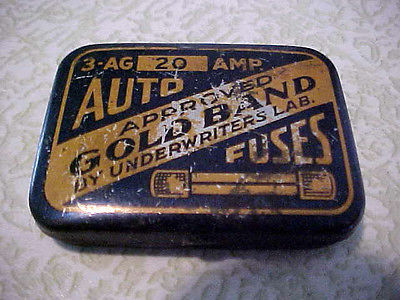 3-AG 20 AMP
AUTO
APPROVED
GOLD BAND
BY UNDERWRITERS LAB.
FUSES